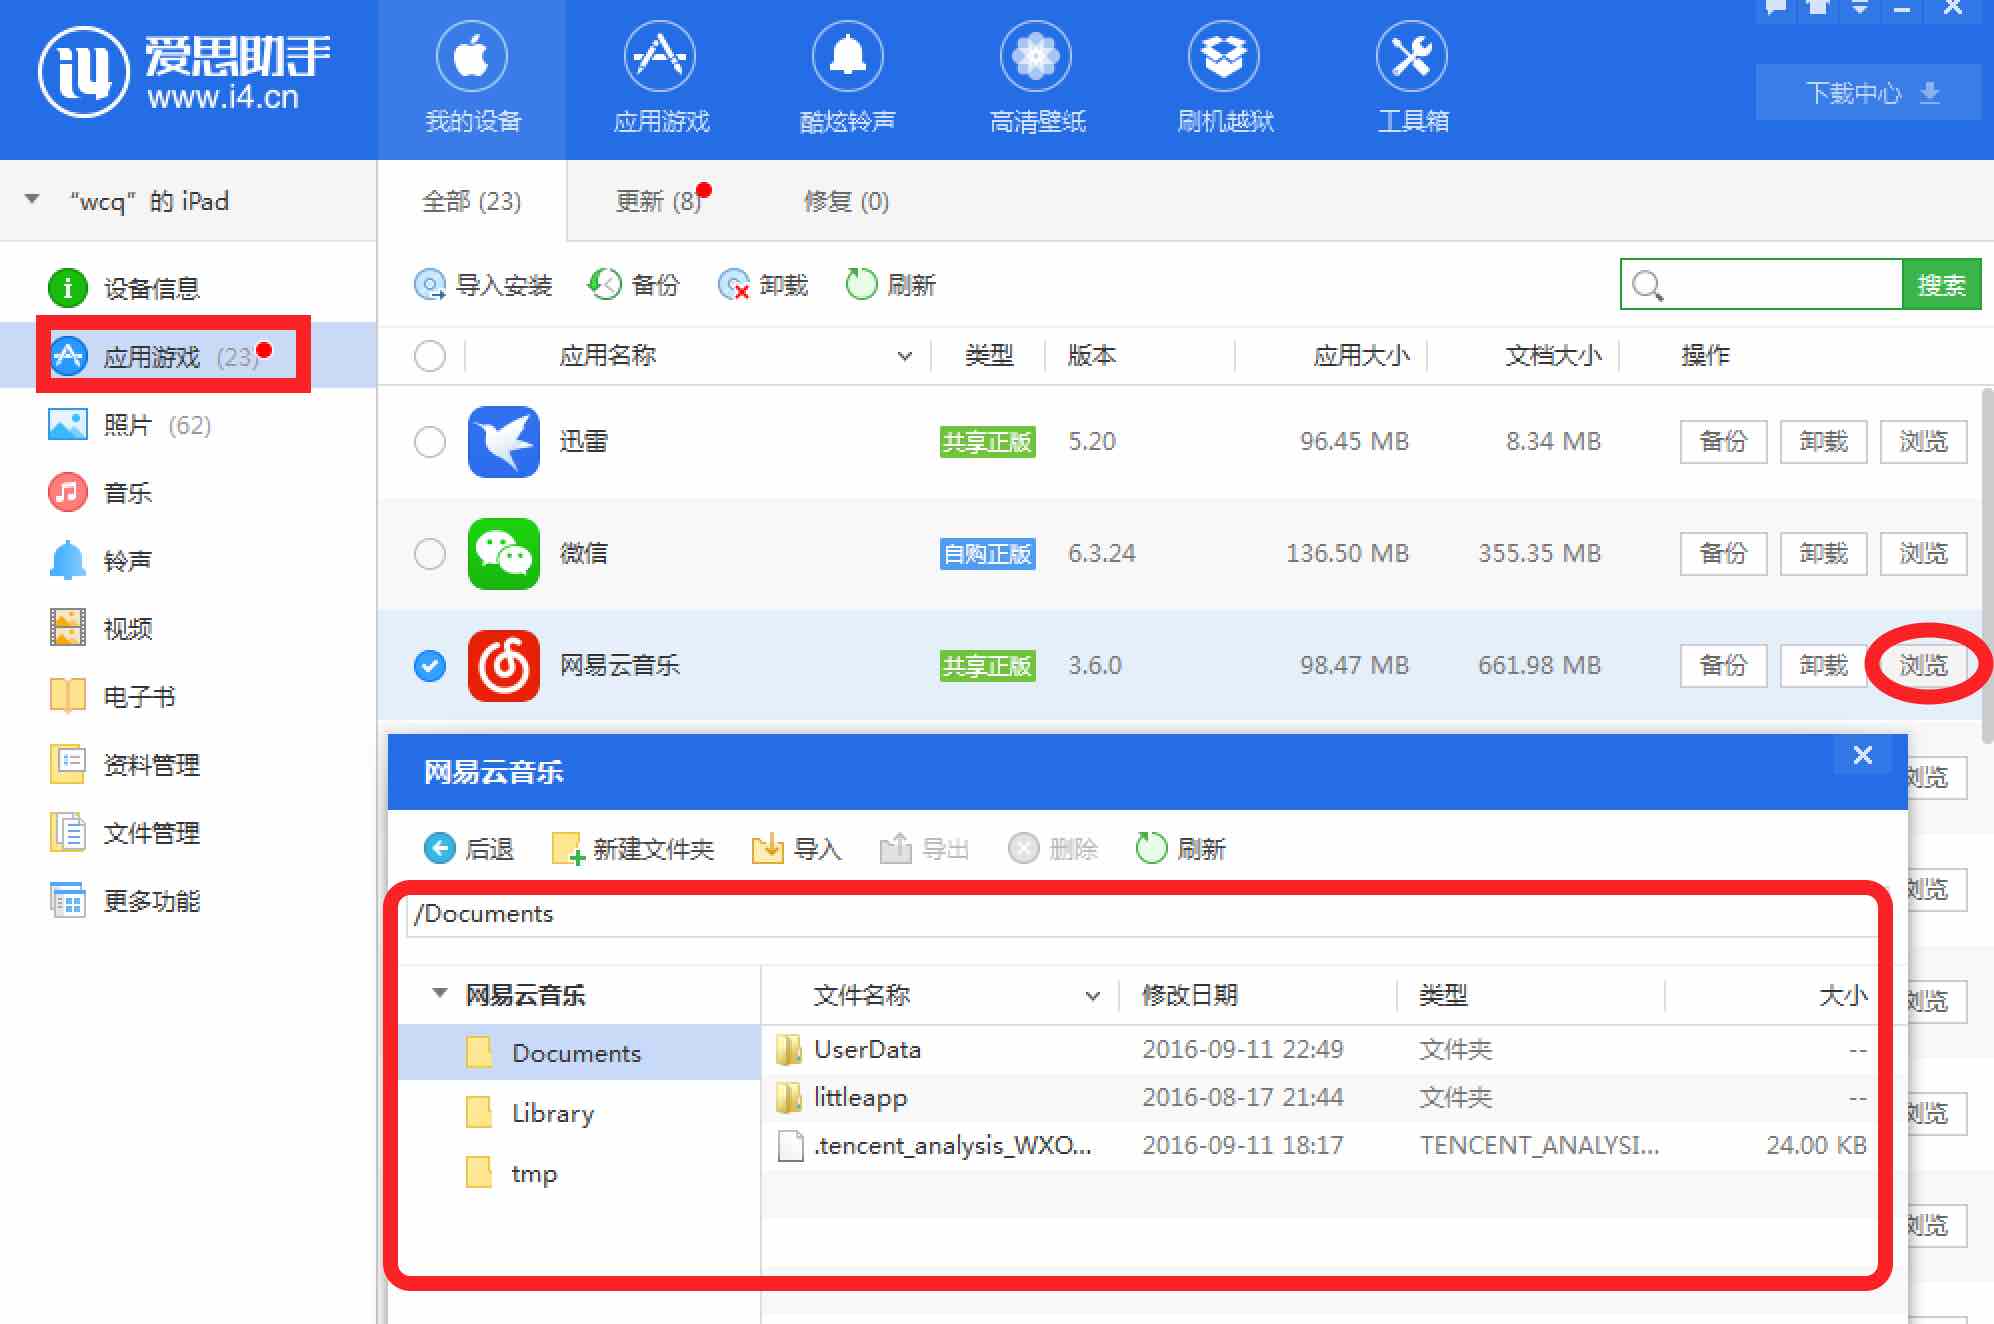 爱思助手
www.i4.cn
我的设备
应用游戏
酷炫铃声
高清壁纸
刷机越狱
工具箱
下载中心
“wcq” 的 iPad
全部 (23)
更新 (8)
修复 (0)
设备信息
应用游戏 (23)
照片 (62)
音乐
铃声
视频
电子书
资料管理
文件管理
更多功能
导入安装 备份 卸载 刷新
搜索
应用名称 类型 版本 应用大小 文档大小 操作
迅雷 共享正版 5.20 96.45 MB 8.34 MB 备份 卸载 浏览
微信 自购正版 6.3.24 136.50 MB 355.35 MB 备份 卸载 浏览
网易云音乐 共享正版 3.6.0 98.47 MB 661.98 MB 备份 卸载 浏览
网易云音乐
后退 新建文件夹 导入 导出 删除 刷新
/Documents
网易云音乐
Documents
Library
tmp
文件名称 修改日期 类型 大小
UserData 2016-09-11 22:49 文件夹 --
littleapp 2016-08-17 21:44 文件夹 --
.tencent_analysis_WXO... 2016-09-11 18:17 TENCENT_ANALYSI... 24.00 KB
浏览
浏览
浏览
浏览
浏览